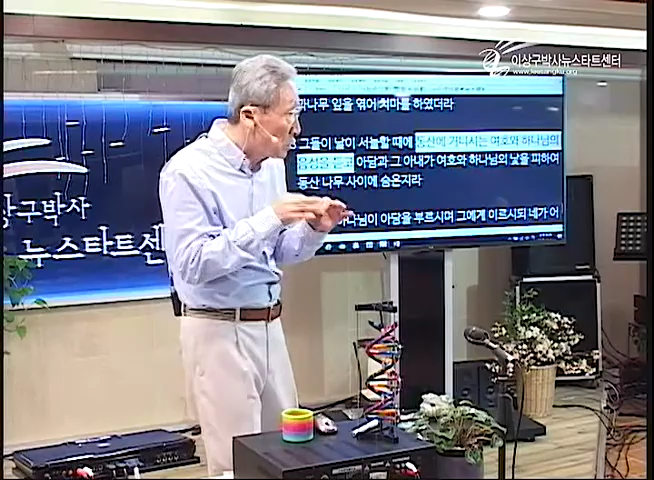 이상구박사뉴스타트센터
www.leesangku.org
과나무 잎을 엮어 치마를 하였더라
그들이 날이 서늘할 때에 동산에 거니시는 여호와 하나님의
음성을 듣고 아담과 그 아내가 여호와 하나님의 낯을 피하여
동산 나무 사이에 숨은지라
하나님이 아담을 부르시며 그에게 이르시되 네가 어
상구박사
뉴스타트센